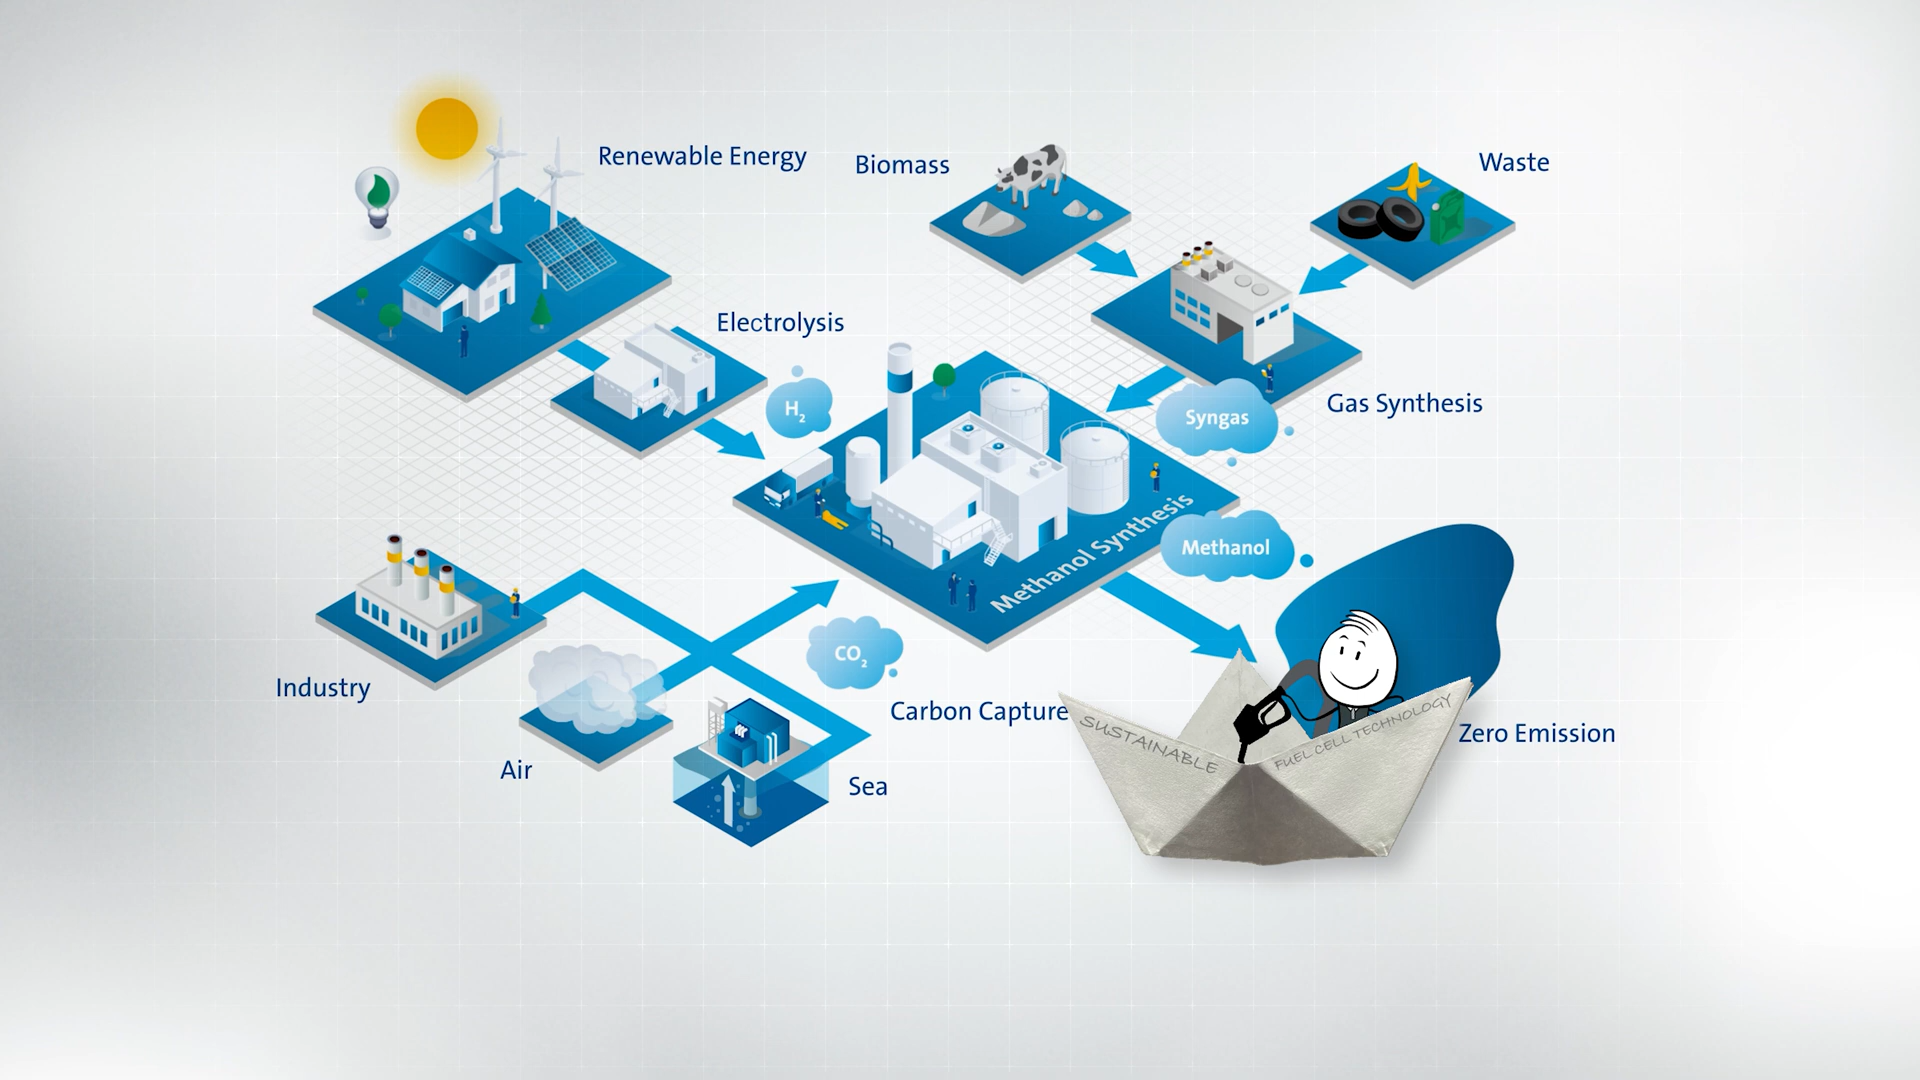 Renewable Energy
Biomass
Waste
Electrolysis
H₂
Syngas
Gas Synthesis
Methanol Synthesis
Methanol
Industry
CO₂
Carbon Capture
Air
Sea
SUSTAINABLE
FUEL CELL TECHNOLOGY
Zero Emission